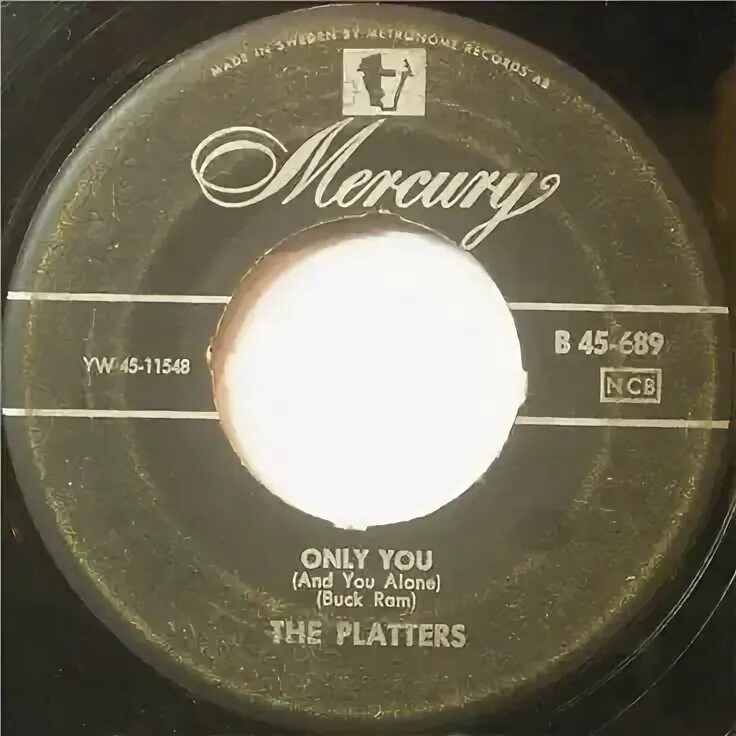 MADE IN SWEDEN BY METRONOME RECORDS AB
Mercury
YW 45-11548
B 45-689
NCB
ONLY YOU
(And You Alone)
(Buck Ram)
THE PLATTERS